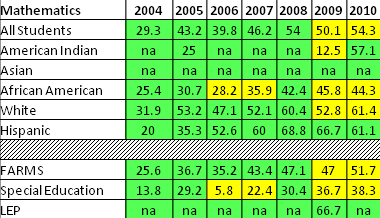 Mathematics 2004 2005 2006 2007 2008 2009 2010
All Students 29.3 43.2 39.8 46.2 54 50.1 54.3
American Indian na 25 na na na 12.5 57.1
Asian na na na na na na na
African American 25.4 30.7 28.2 35.9 42.4 45.8 44.3
White 31.9 53.2 47.1 52.1 60.4 52.8 61.4
Hispanic 20 35.3 52.6 60 68.8 66.7 61.1
FARMS 25.6 36.7 35.2 43.4 47.1 47 51.7
Special Education 13.8 29.2 5.8 22.4 30.4 36.7 38.3
LEP na na na na na 66.7 na